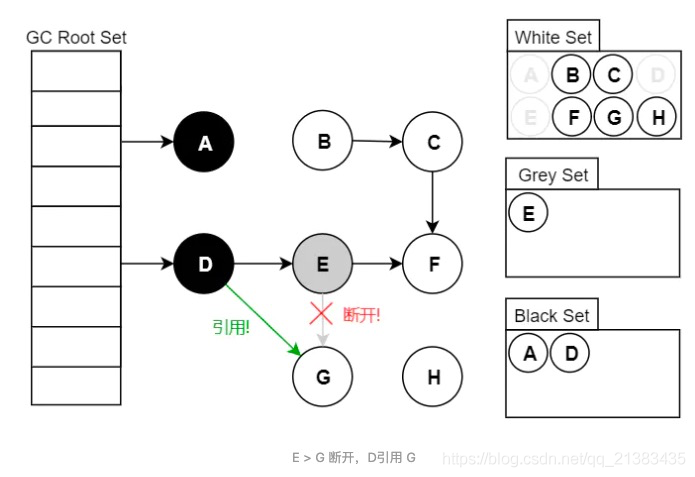 GC Root Set
White Set
A B C D
E F G H
Grey Set
E
Black Set
A D
A B C
D E F
引用!
断开!
G H
E > G 断开，D引用 G
https://blog.csdn.net/qq_21383435